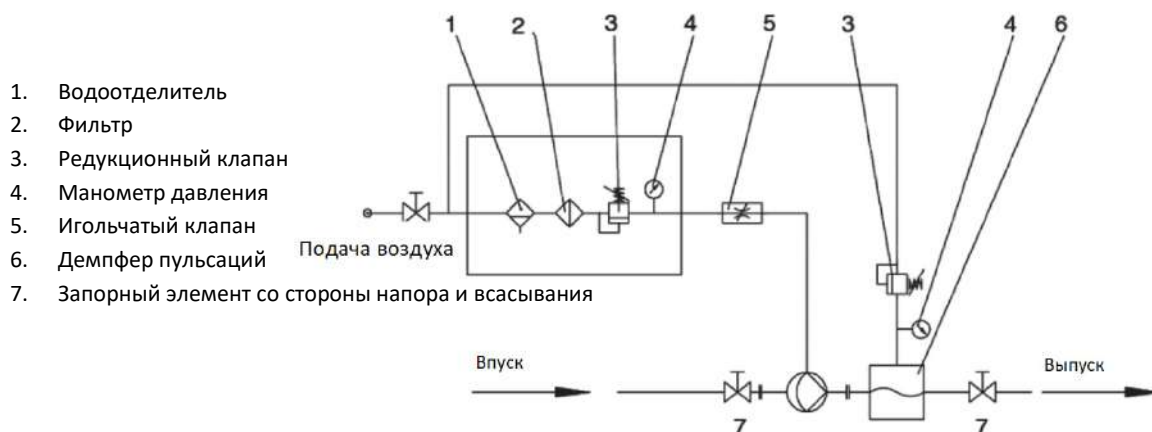 1 2 3 4 5 3 4 6
1. Водоотделитель
2. Фильтр
3. Редукционный клапан
4. Манометр давления
5. Игольчатый клапан
6. Демпфер пульсаций
7. Запорный элемент со стороны напора и всасывания
Подача воздуха
Впуск
Выпуск
7 7